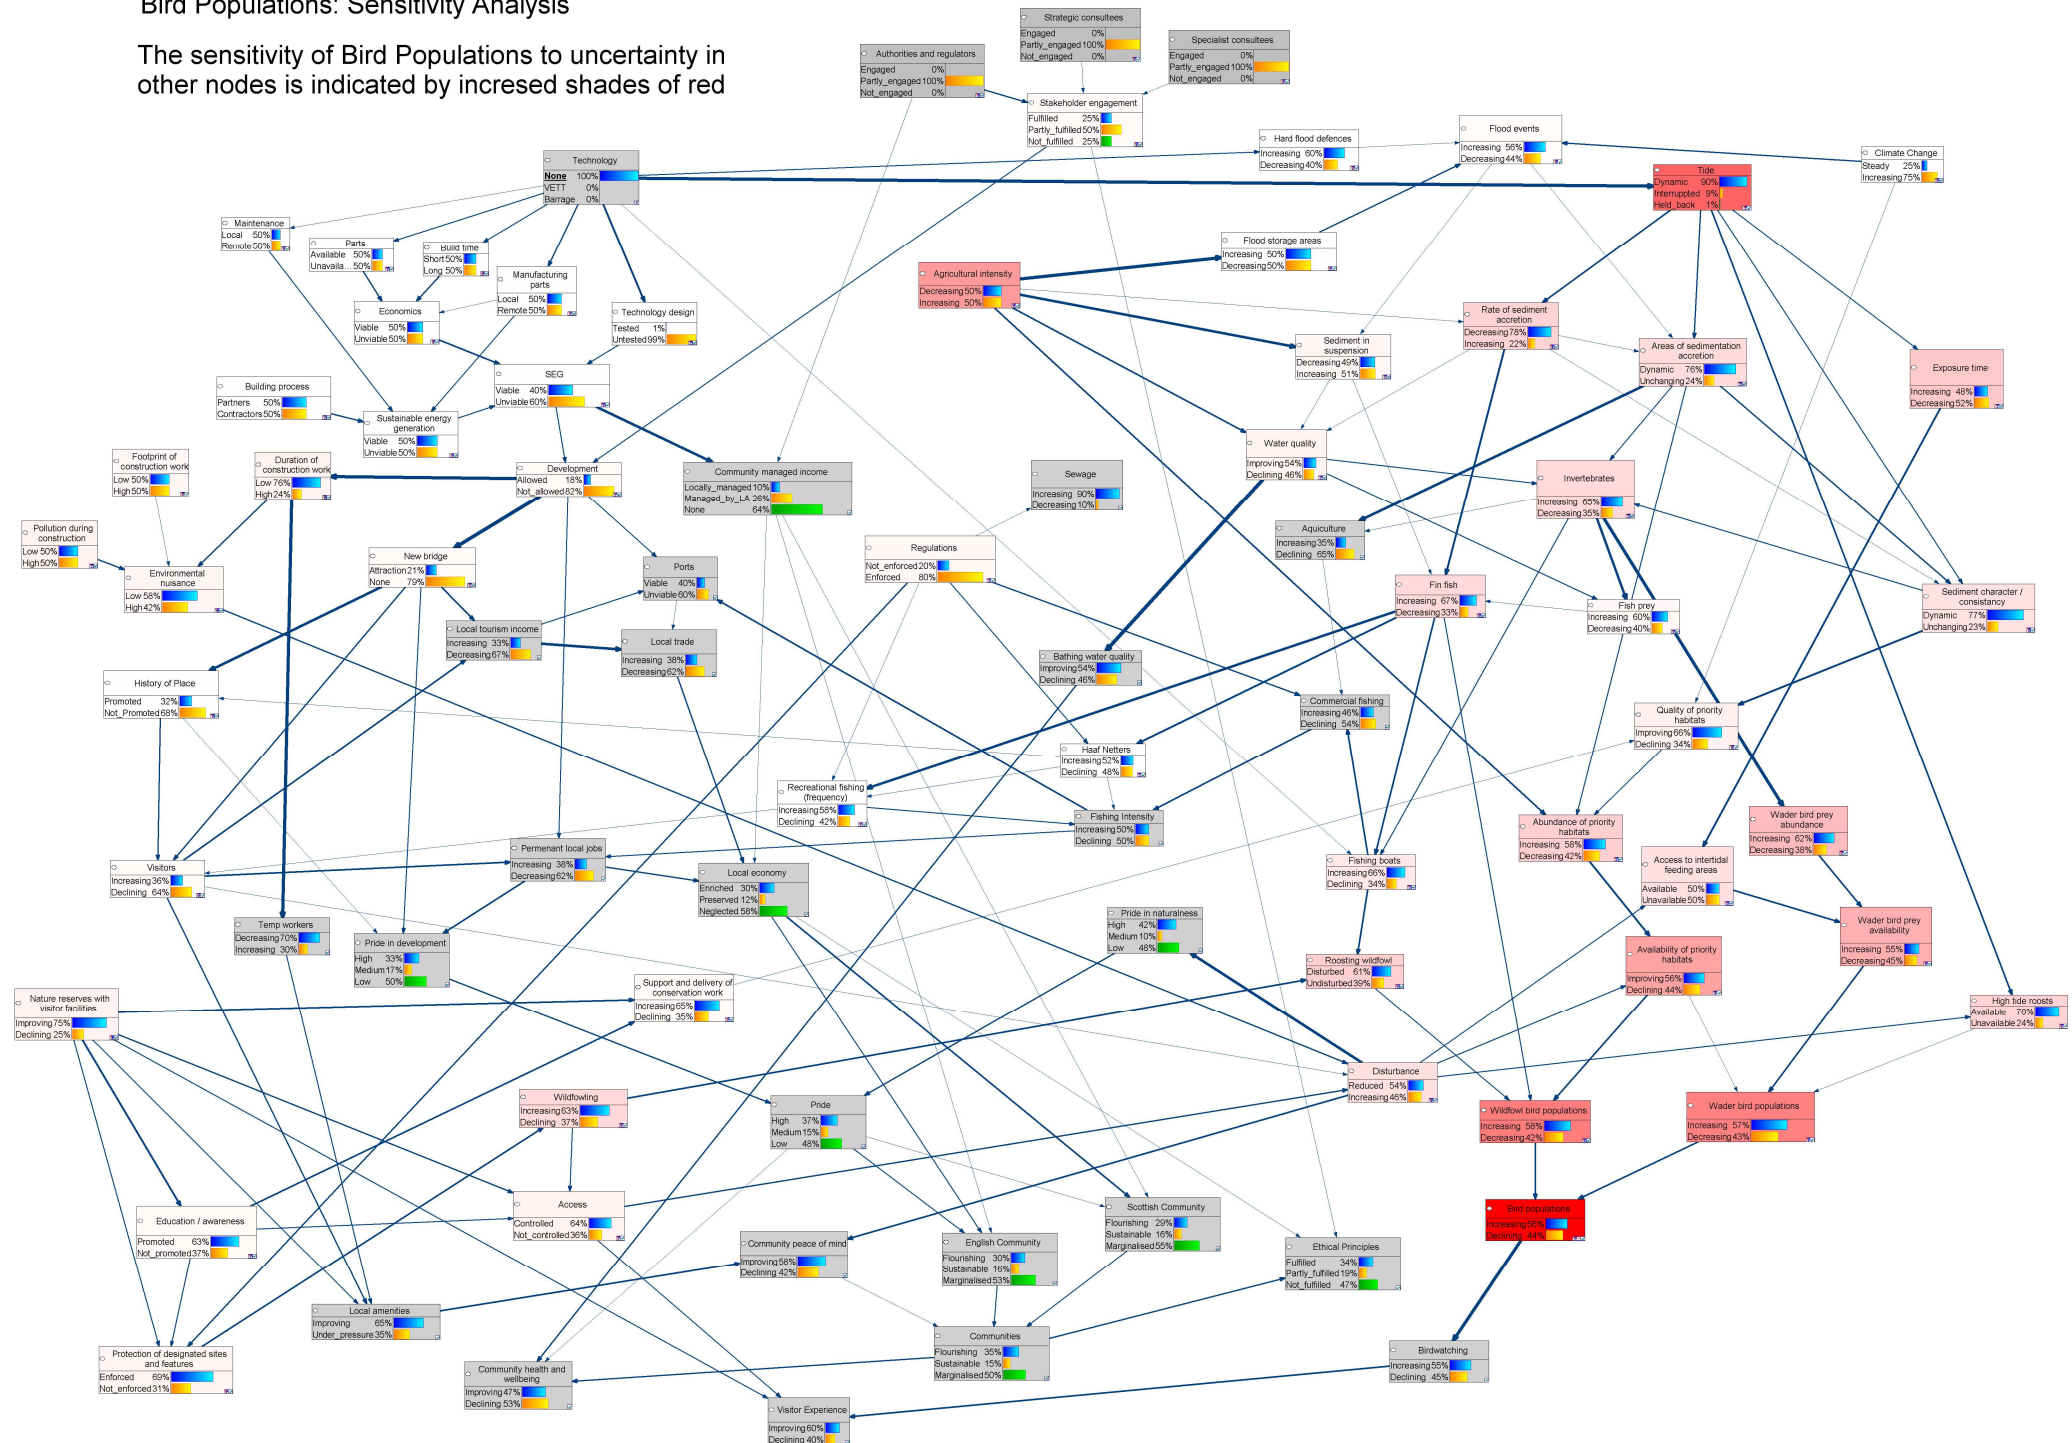 Bird Populations: Sensitivity Analysis
The sensitivity of Bird Populations to uncertainty in
other nodes is indicated by incresed shades of red
Strategic consultees
Engaged 0%
Partly_engaged 100%
Not_engaged 0%
Authorities and regulators
Engaged 0%
Partly_engaged 100%
Not_engaged 0%
Specialist consultees
Engaged 0%
Partly_engaged 100%
Not_engaged 0%
Stakeholder engagement
Fulfilled 25%
Partly_fulfilled 50%
Not_fulfilled 25%
Hard flood defences
Increasing 60%
Decreasing 40%
Flood events
Increasing 56%
Decreasing 44%
Climate Change
Steady 25%
Increasing 75%
Technology
None 100%
VETT 0%
Barrage 0%
Tide
Dynamic 90%
Interruppted 9%
Held_back 1%
Maintenance
Local 50%
Remote 50%
Parts
Available 50%
Unavaila... 50%
Build time
Short 50%
Long 50%
Manufacturing
parts
Local 50%
Remote 50%
Flood storage areas
Increasing 50%
Decreasing 50%
Agricultural intensity
Decreasing 50%
Increasing 50%
Economics
Viable 50%
Unviable 50%
Technology design
Tested 1%
Untested 99%
Rate of sediment
accretion
Decreasing 78%
Increasing 22%
Sediment in
suspension
Decreasing 49%
Increasing 51%
Areas of sedimentation
accretion
Dynamic 76%
Unchanging 24%
Exposure time
Increasing 48%
Decreasing 52%
SEG
Viable 40%
Unviable 60%
Building process
Partners 50%
Contractors 50%
Sustainable energy
generation
Viable 50%
Unviable 50%
Water quality
Improving 54%
Declining 46%
Footprint of
construction work
Low 50%
High 50%
Duration of
construction work
Low 76%
High 24%
Development
Allowed 18%
Not_allowed 82%
Community managed income
Locally_managed 10%
Managed_by_LA 26%
None 64%
Sewage
Increasing 90%
Decreasing 10%
Invertebrates
Increasing 65%
Decreasing 35%
Aquiculture
Increasing 35%
Declining 65%
Pollution during
construction
Low 50%
High 50%
Environmental
nuisance
Low 58%
High 42%
New bridge
Attraction 21%
None 79%
Ports
Viable 40%
Unviable 60%
Regulations
Not_enforced 20%
Enforced 80%
Fin fish
Increasing 67%
Decreasing 33%
Fish prey
Increasing 60%
Decreasing 40%
Sediment character /
consistancy
Dynamic 77%
Unchanging 23%
Local tourism income
Increasing 33%
Decreasing 67%
Local trade
Increasing 38%
Decreasing 62%
Bathing water quality
Improving 54%
Declining 46%
History of Place
Promoted 32%
Not_Promoted 68%
Commercial fishing
Increasing 46%
Declining 54%
Quality of priority
habitats
Improving 66%
Declining 34%
Haaf Netters
Increasing 52%
Declining 48%
Recreational fishing
(frequency)
Increasing 58%
Declining 42%
Fishing Intensity
Increasing 50%
Declining 50%
Abundance of priority
habitats
Increasing 58%
Decreasing 42%
Wader bird prey
abundance
Increasing 62%
Decreasing 38%
Visitors
Increasing 36%
Declining 64%
Permenant local jobs
Increasing 38%
Decreasing 62%
Local economy
Enriched 30%
Preserved 12%
Neglected 58%
Fishing boats
Increasing 66%
Declining 34%
Access to intertidal
feeding areas
Available 50%
Unavailable 50%
Temp workers
Decreasing 70%
Increasing 30%
Pride in development
High 33%
Medium 17%
Low 50%
Pride in naturalness
High 42%
Medium 10%
Low 48%
Wader bird prey
availability
Increasing 55%
Decreasing 45%
Roosting wildfowl
Disturbed 61%
Undisturbed 39%
Availability of priority
habitats
Improving 56%
Declining 44%
Nature reserves with
visitor facilities
Improving 75%
Declining 25%
Support and delivery of
conservation work
Increasing 65%
Declining 35%
High tide roosts
Available 70%
Unavailable 24%
Disturbance
Reduced 54%
Increasing 46%
Wildfowling
Increasing 63%
Declining 37%
Pride
High 37%
Medium 15%
Low 48%
Wildfowl bird populations
Increasing 58%
Decreasing 42%
Wader bird populations
Increasing 57%
Decreasing 43%
Education / awareness
Promoted 63%
Not_promoted 37%
Access
Controlled 64%
Not_controlled 36%
Scottish Community
Flourishing 29%
Sustainable 16%
Marginalised 55%
Bird populations
Increasing 56%
Declining 44%
Community peace of mind
Improving 58%
Declining 42%
English Community
Flourishing 30%
Sustainable 16%
Marginalised 53%
Ethical Principles
Fulfilled 34%
Partly_fulfilled 19%
Not_fulfilled 47%
Local amenities
Improving 65%
Under_pressure 35%
Protection of designated sites
and features
Enforced 69%
Not_enforced 31%
Communities
Flourishing 35%
Sustainable 15%
Marginalised 50%
Birdwatching
Increasing 55%
Declining 45%
Community health and
wellbeing
Improving 47%
Declining 53%
Visitor Experience
Improving 60%
Declining 40%